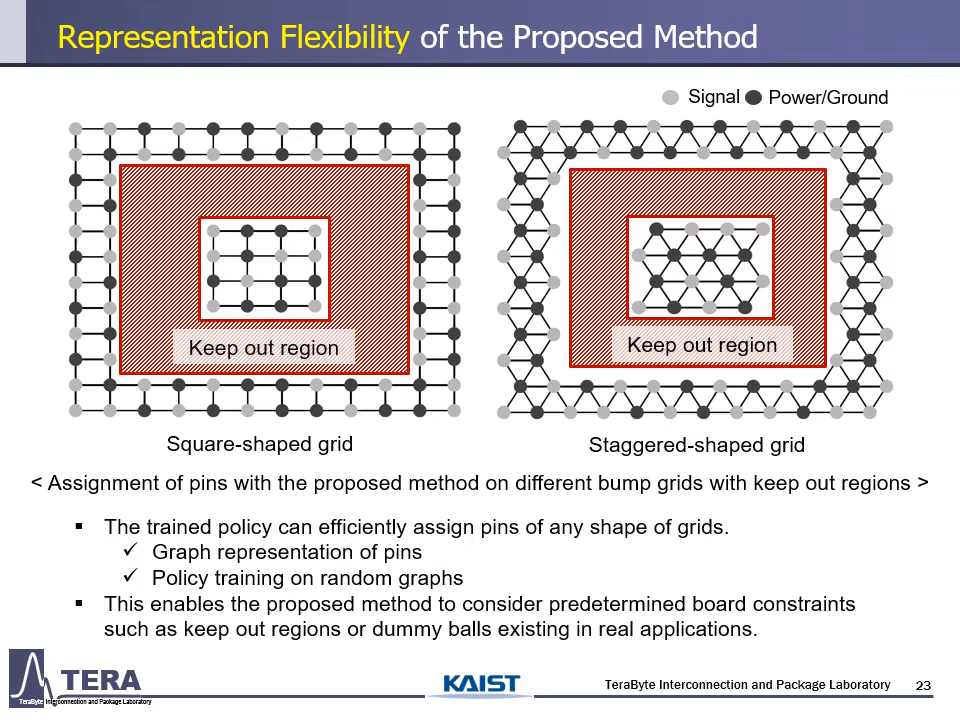 Representation Flexibility of the Proposed Method
Signal Power/Ground
Keep out region
Keep out region
Square-shaped grid
Staggered-shaped grid
< Assignment of pins with the proposed method on different bump grids with keep out regions >
▪ The trained policy can efficiently assign pins of any shape of grids.
✓ Graph representation of pins
✓ Policy training on random graphs
▪ This enables the proposed method to consider predetermined board constraints
such as keep out regions or dummy balls existing in real applications.
TERA
TeraByte Interconnection and Package Laboratory
KAIST
TeraByte Interconnection and Package Laboratory
23